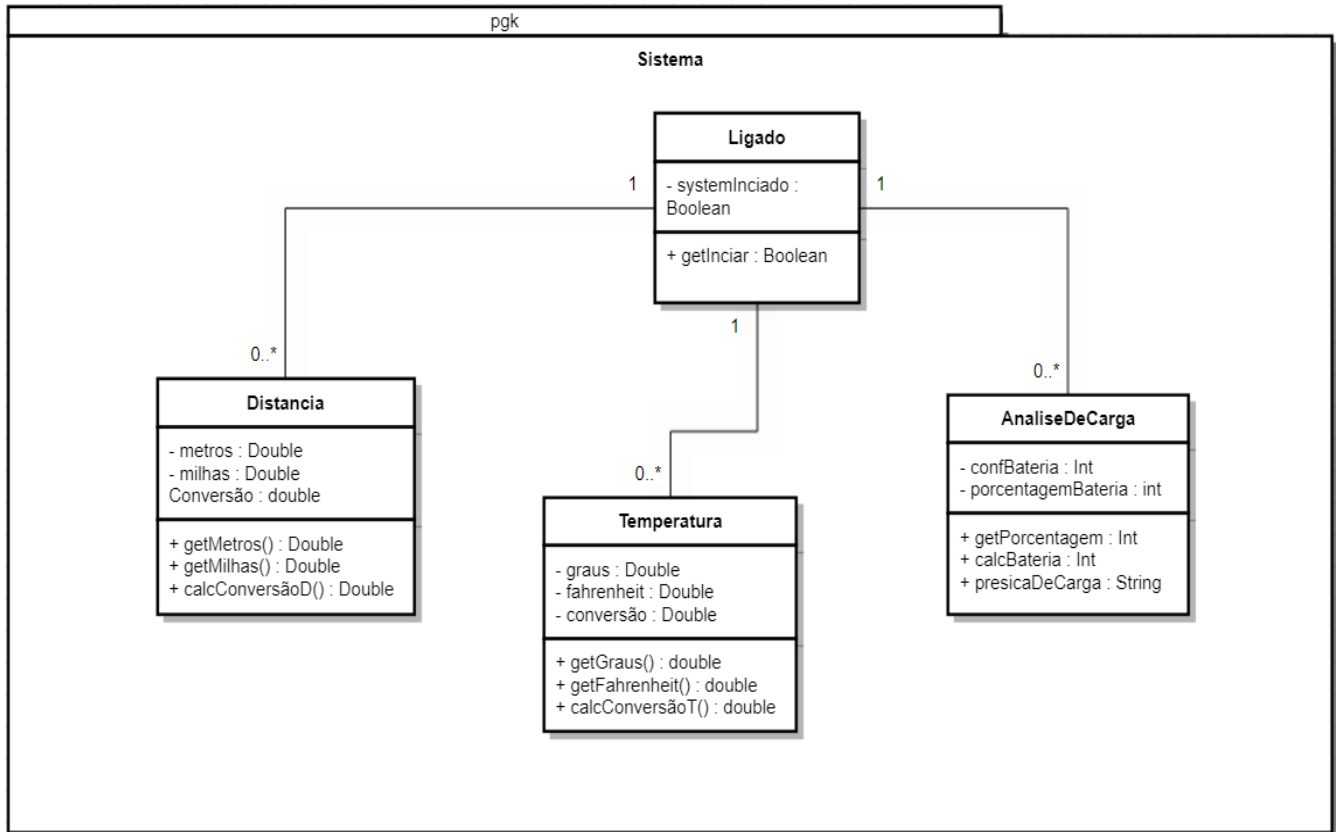 pgk
Sistema
Ligado
- systemInciado :
Boolean
+ getInciar : Boolean
1
1
1
0..*
0..*
0..*
Distancia
- metros : Double
- milhas : Double
Conversão : double
+ getMetros() : Double
+ getMilhas() : Double
+ calcConversãoD() : Double
Temperatura
- graus : Double
- fahrenheit : Double
- conversão : Double
+ getGraus() : double
+ getFahrenheit() : double
+ calcConversãoT() : double
AnaliseDeCarga
- confBateria : Int
- porcentagemBateria : int
+ getPorcentagem : Int
+ calcBateria : Int
+ presicaDeCarga : String